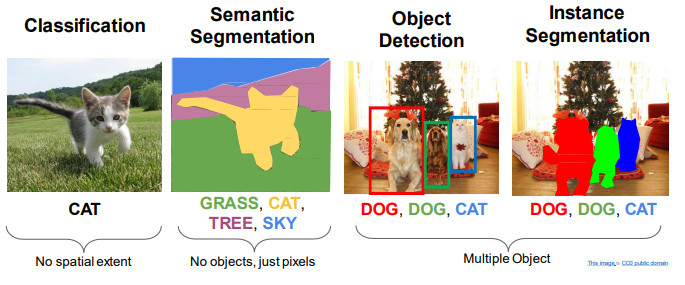 Classification
Semantic
Segmentation
Object
Detection
Instance
Segmentation
CAT
GRASS, CAT,
TREE, SKY
DOG, DOG, CAT
DOG, DOG, CAT
No spatial extent
No objects, just pixels
Multiple Object
This image is CC0 public domain